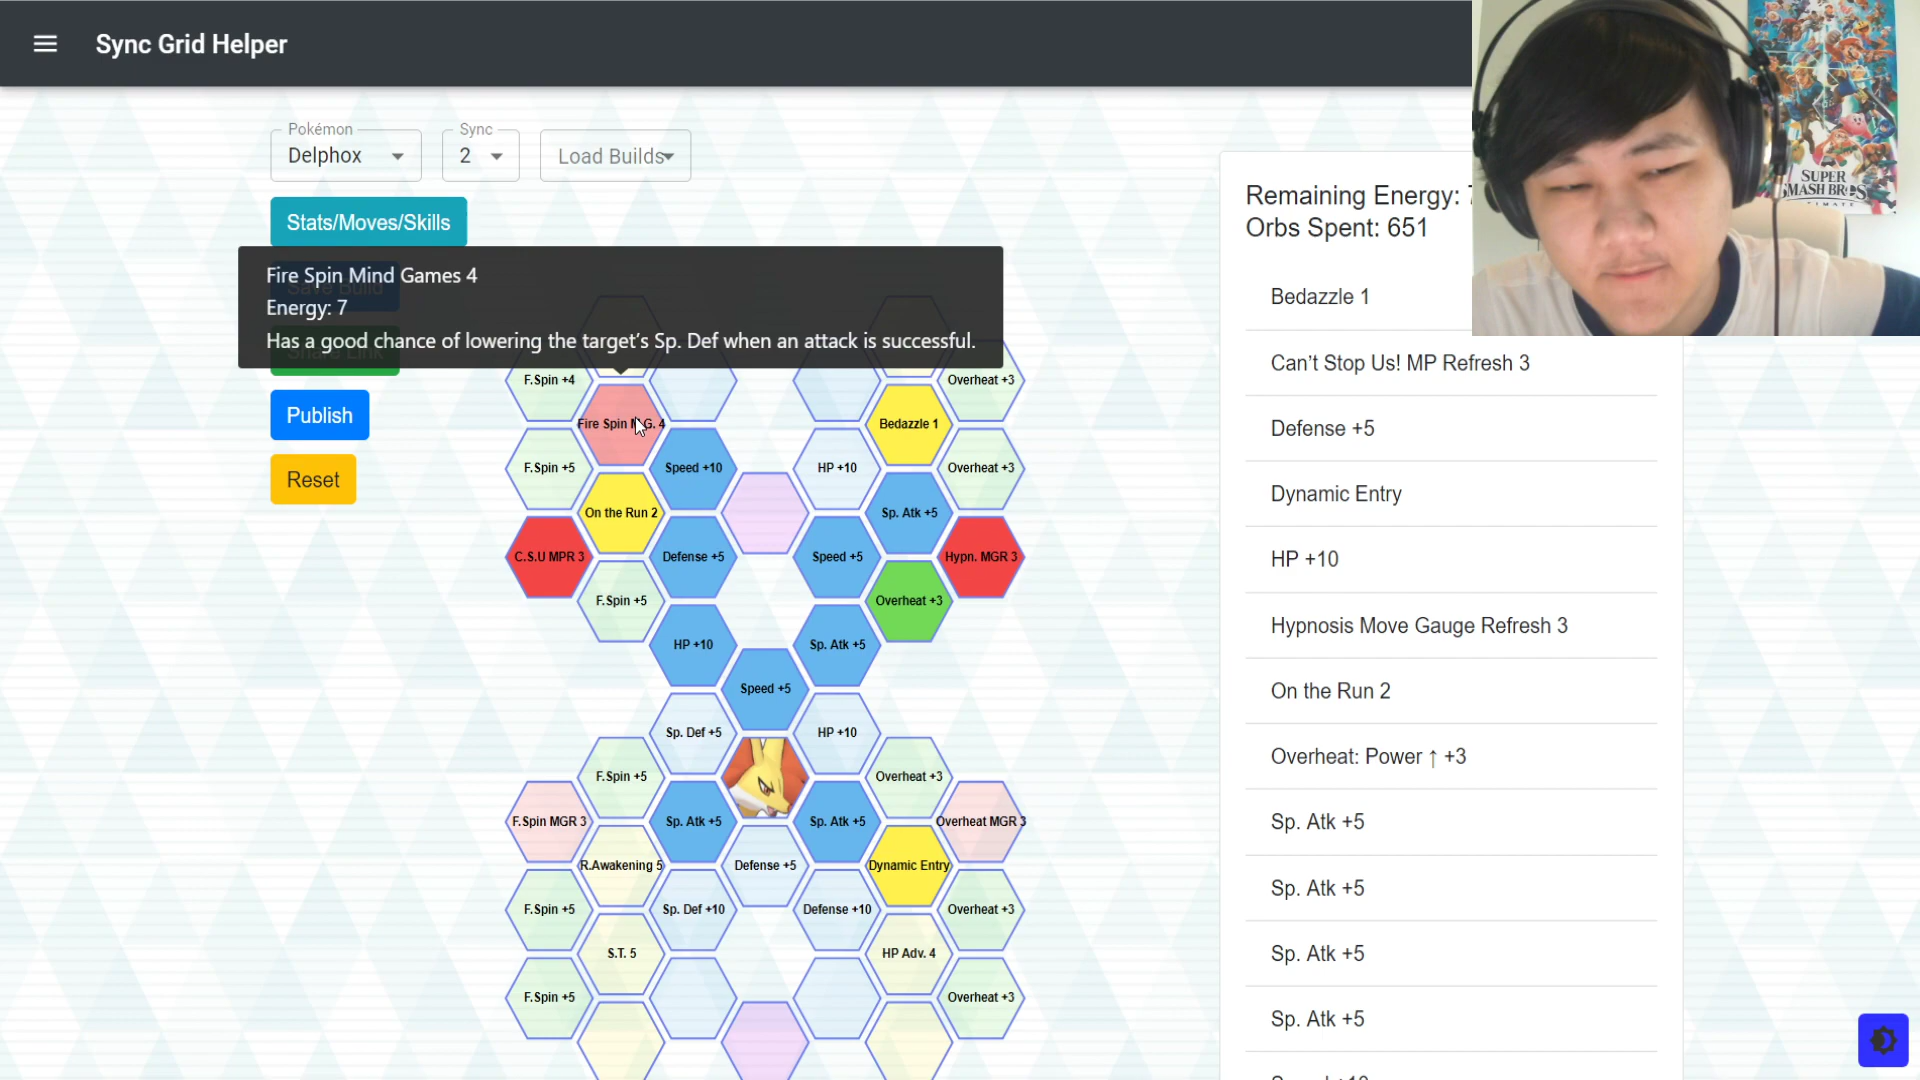 Sync Grid Helper
Pokémon
Delphox
Sync
2
Load Builds
Stats/Moves/Skills
Fire Spin Mind Games 4
Energy: 7
Has a good chance of lowering the target's Sp. Def when an attack is successful.
Publish
Reset
F.Spin +4
Overheat +3
Fire Spin M.G. 4
Bedazzle 1
F.Spin +5
Speed +10
HP +10
Overheat +3
On the Run 2
Sp. Atk +5
C.S.U MPR 3
Defense +5
Speed +5
Hypn. MGR 3
F.Spin +5
Overheat +3
HP +10
Sp. Atk +5
Speed +5
Sp. Def +5
HP +10
F.Spin +5
Overheat +3
F.Spin MGR 3
Sp. Atk +5
Sp. Atk +5
Overheat MGR 3
R.Awakening 5
Defense +5
Dynamic Entry
F.Spin +5
Sp. Def +10
Defense +10
Overheat +3
S.T. 5
HP Adv. 4
F.Spin +5
Overheat +3
Remaining Energy:
Orbs Spent: 651
Bedazzle 1
Can't Stop Us! MP Refresh 3
Defense +5
Dynamic Entry
HP +10
Hypnosis Move Gauge Refresh 3
On the Run 2
Overheat: Power ↑ +3
Sp. Atk +5
Sp. Atk +5
Sp. Atk +5
Sp. Atk +5
SUPER
SMASH BROS
ULTIMATE